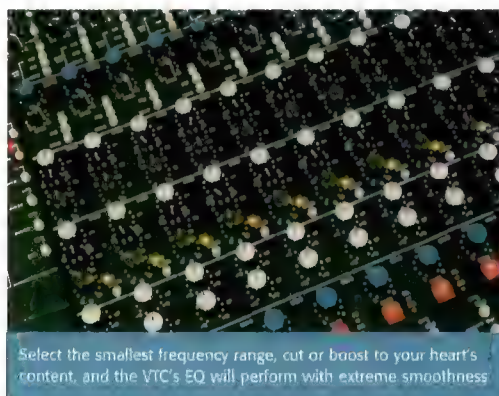 Select the smallest frequency range, cut or boost to your heart's
content, and the VTC's EQ will perform with extreme smoothness